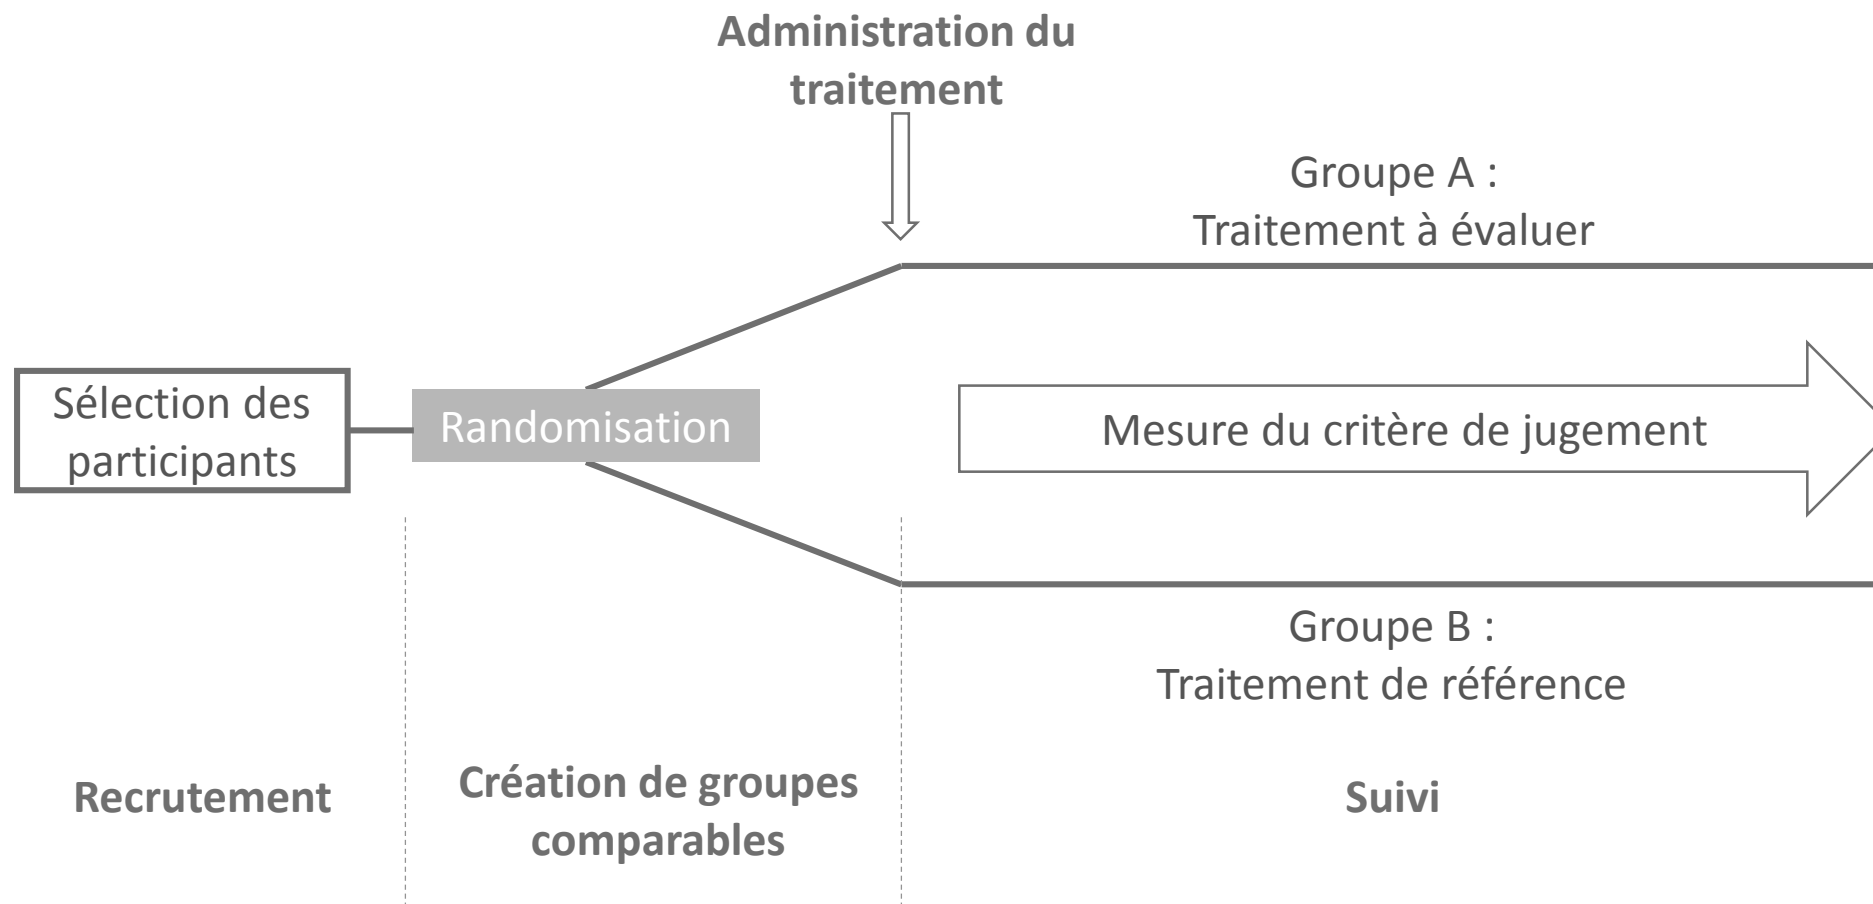 Administration du
traitement
Groupe A :
Traitement à évaluer
Sélection des
participants
Randomisation
Mesure du critère de jugement
Groupe B :
Traitement de référence
Recrutement
Création de groupes
comparables
Suivi